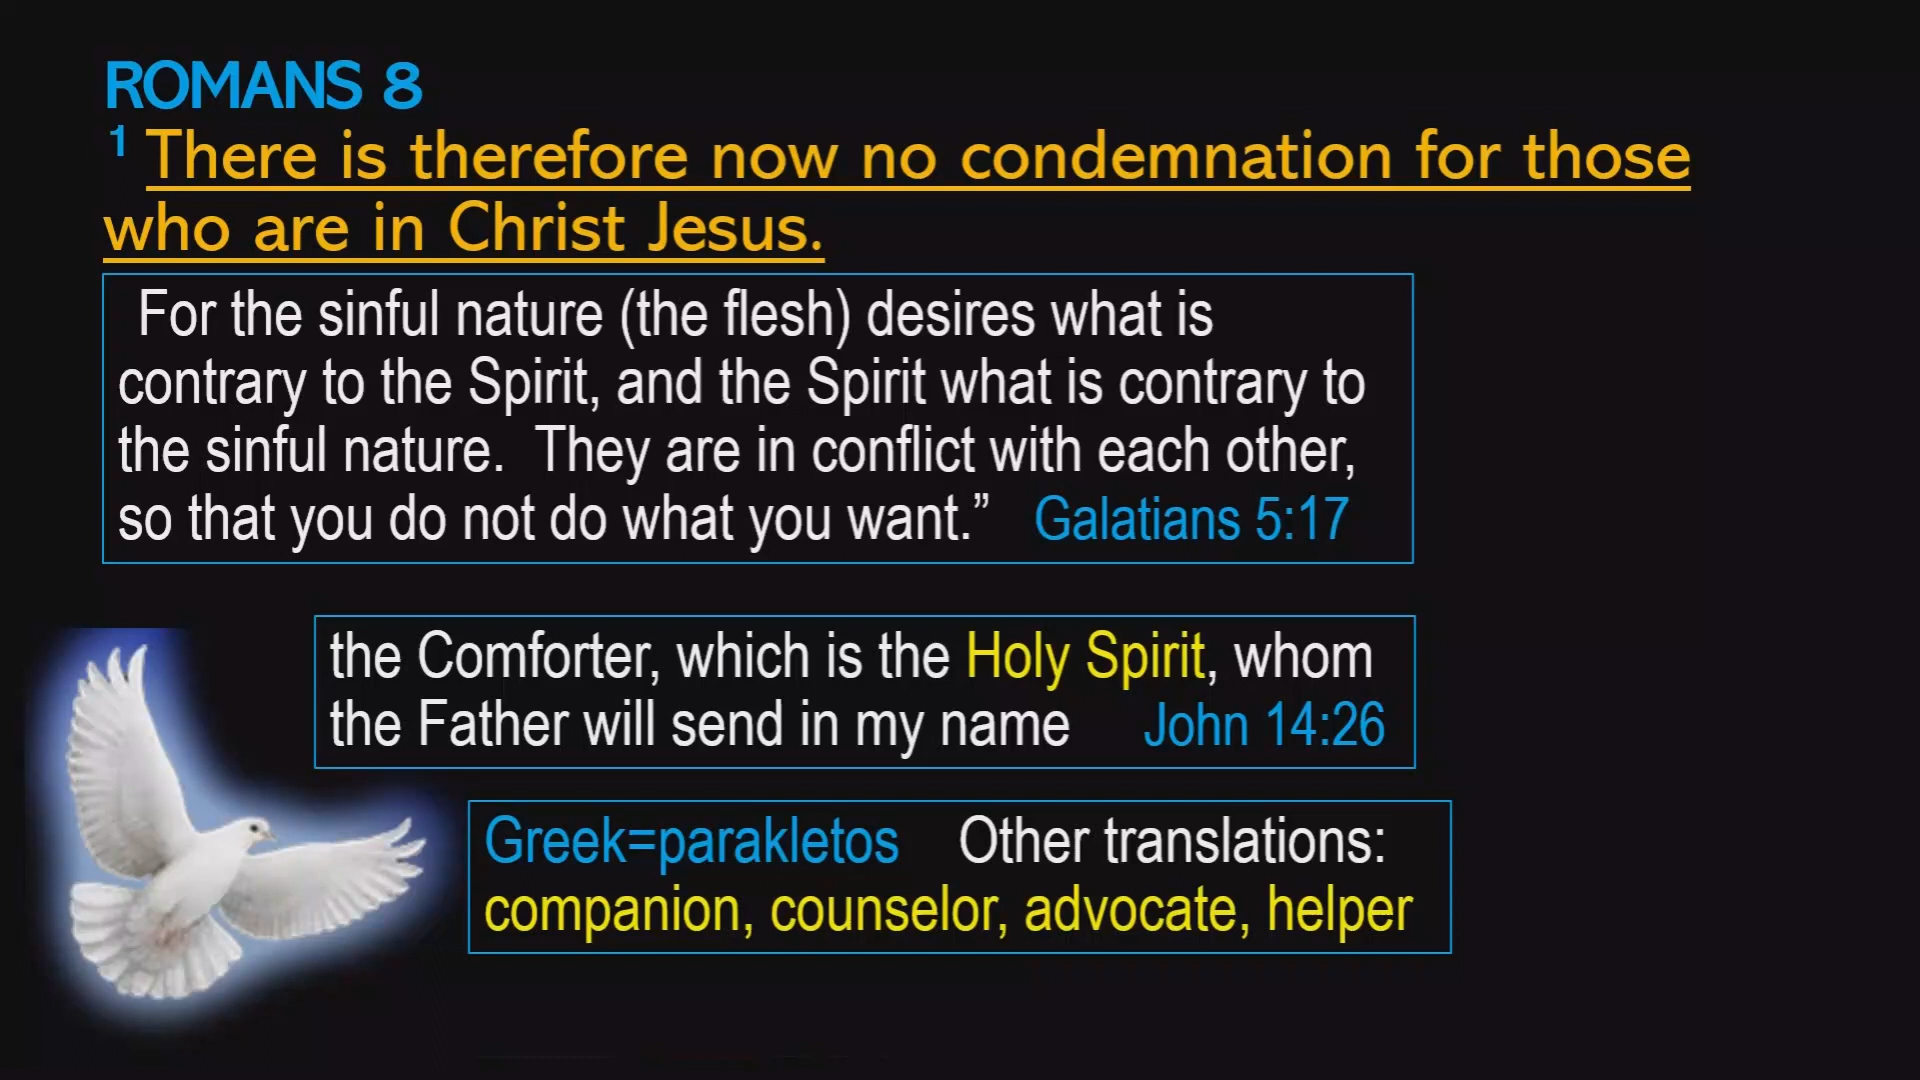 ROMANS 8
1 There is therefore now no condemnation for those
who are in Christ Jesus.
For the sinful nature (the flesh) desires what is
contrary to the Spirit, and the Spirit what is contrary to
the sinful nature.  They are in conflict with each other,
so that you do not do what you want.”   Galatians 5:17
the Comforter, which is the Holy Spirit, whom
the Father will send in my name    John 14:26
Greek=parakletos    Other translations:
companion, counselor, advocate, helper